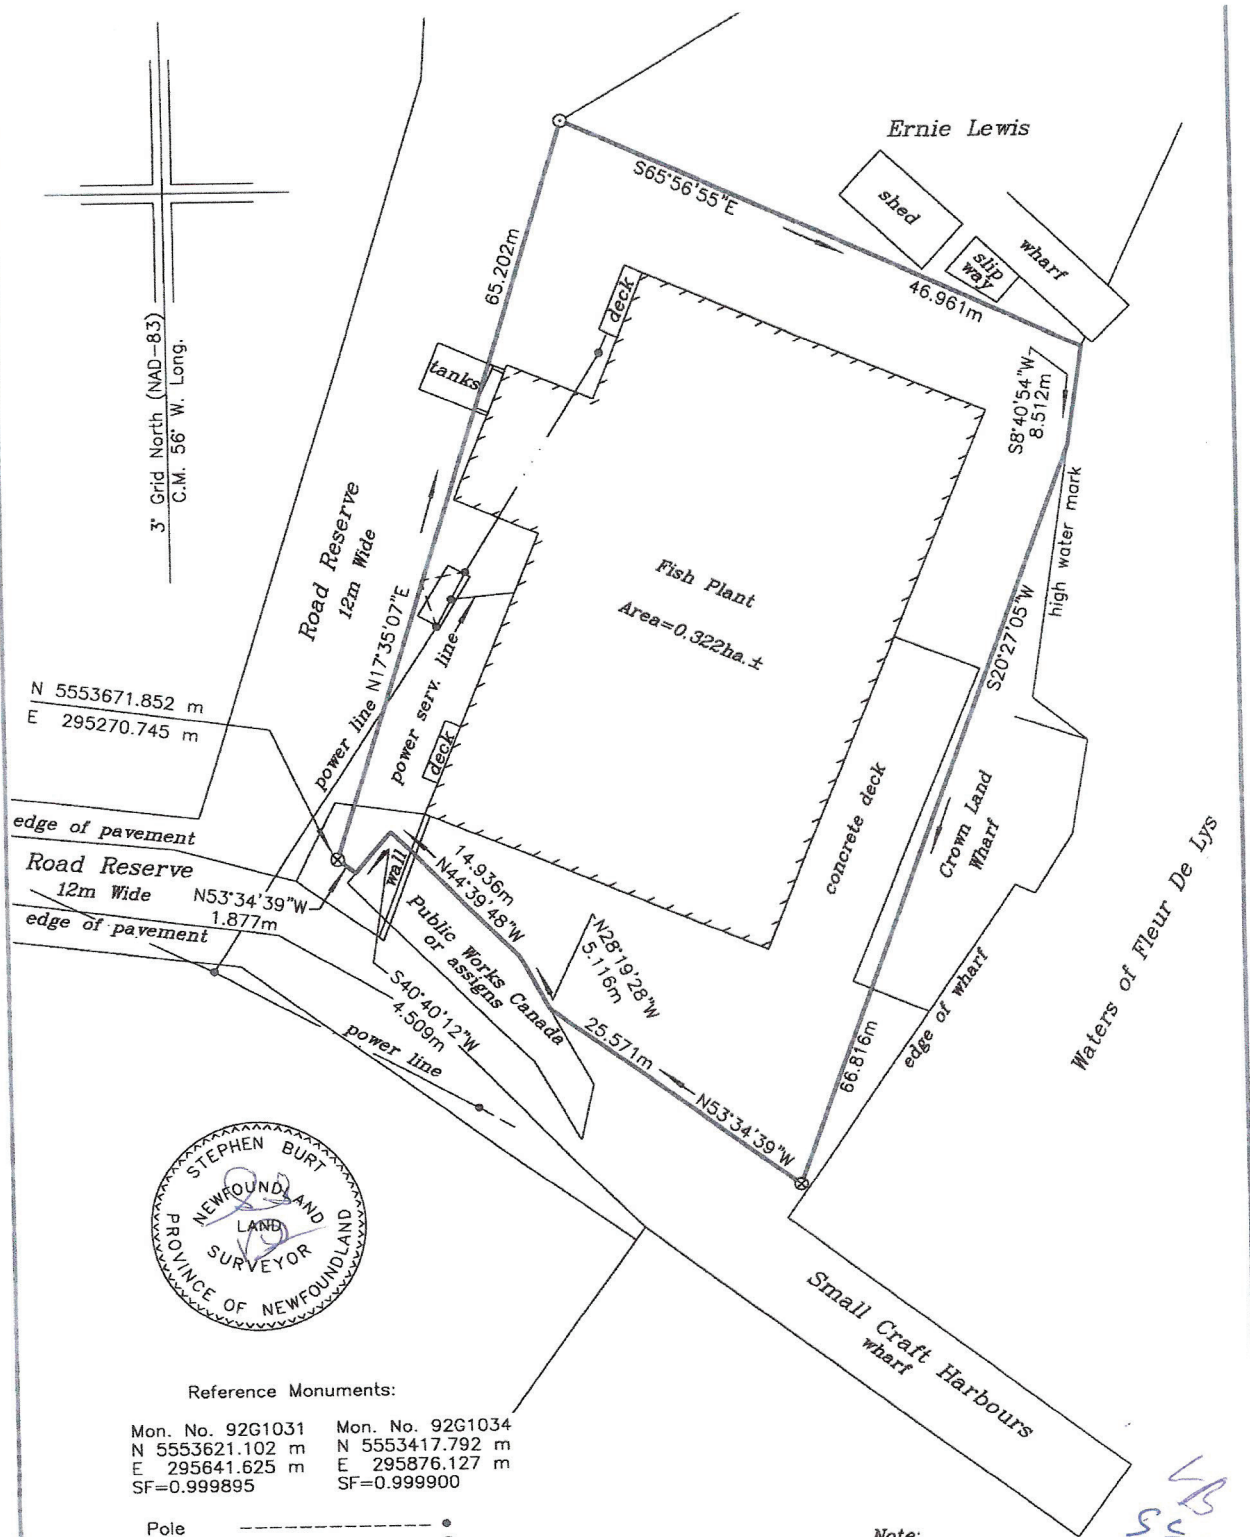 Ernie Lewis
S65°56'55"E
46.961m
shed
slip
way
wharf
65.202m
deck
tanks
3° Grid North (NAD-83)
C.M. 56° W. Long.
S8°40'54"W
8.512m
high water mark
Road Reserve
12m Wide
N17°35'07"E
Fish Plant
Area=0.322ha.±
S20°27'05"W
N 5553671.852 m
E 295270.745 m
power line
power serv. line
deck
concrete deck
Crown Land
Wharf
Waters of Fleur De Lys
edge of pavement
Road Reserve
12m Wide
edge of pavement
N53°34'39"W
1.877m
wall
14.936m
N44°39'48"W
Public Works Canada
or assigns
N28°19'28"W
5.116m
S40°40'12"W
4.509m
power line
25.571m
N53°34'39"W
66.816m
edge of wharf
STEPHEN BURT
NEWFOUNDLAND
LAND
SURVEYOR
PROVINCE OF NEWFOUNDLAND
Small Craft Harbours
wharf
Reference Monuments:
Mon. No. 92G1031 Mon. No. 92G1034
N 5553621.102 m N 5553417.792 m
E 295641.625 m E 295876.127 m
SF=0.999895 SF=0.999900
Pole
Note: